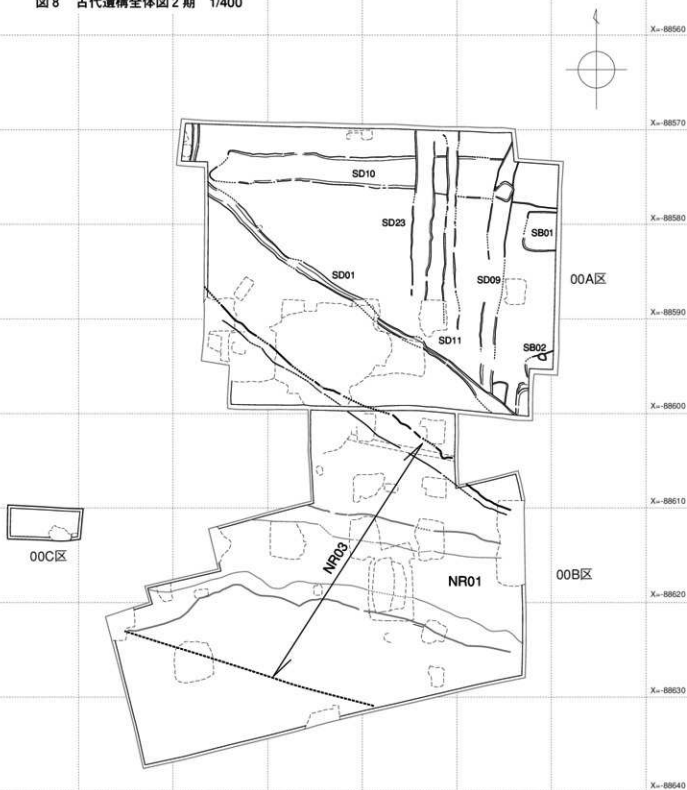 図8 古代遺構全体図2期 1/400
X=-88560
X=-88570
SD10
SD23
X=-88580
SB01
SD01
SD09
00A区
X=-88590
SD11
SB02
X=-88600
X=-88610
00C区
NR03
NR01
00B区
X=-88620
X=-88630
X=-88640